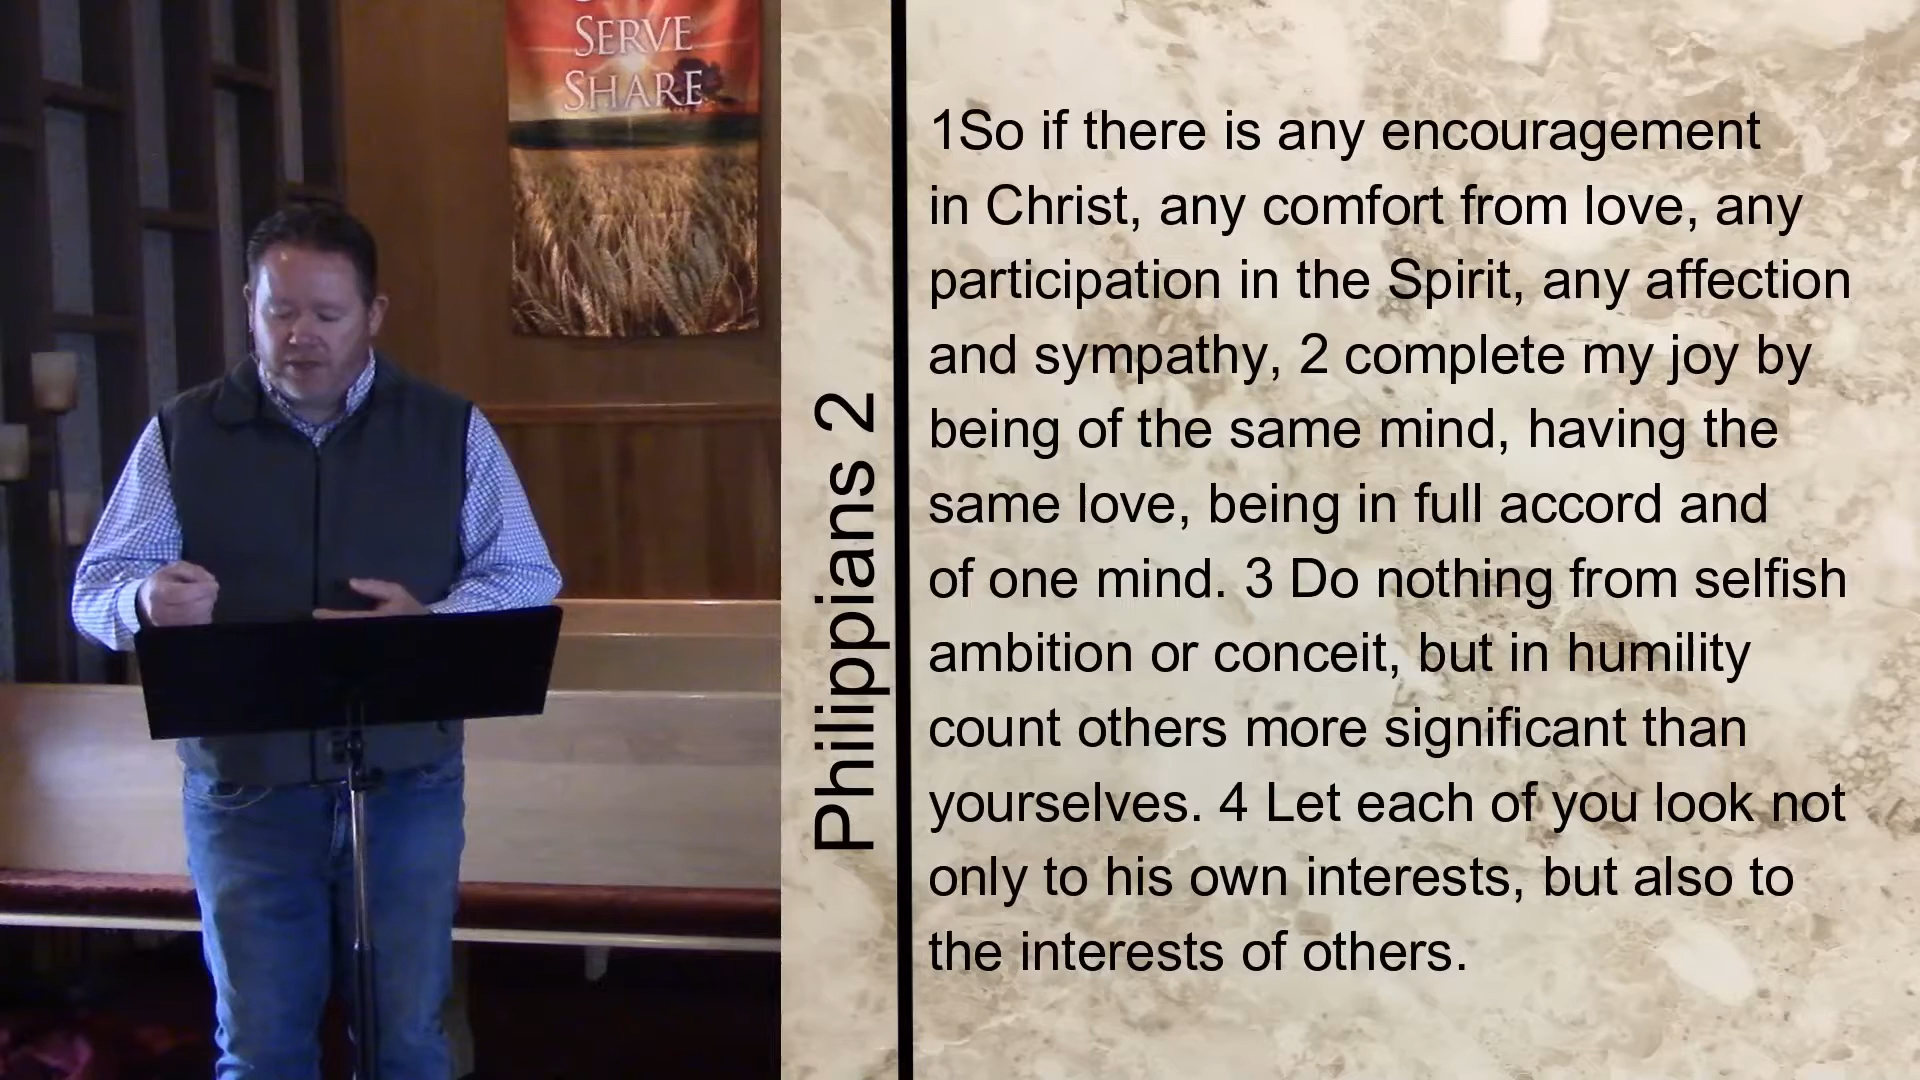 SERVE
SHARE
Philippians 2
1So if there is any encouragement
in Christ, any comfort from love, any
participation in the Spirit, any affection
and sympathy, 2 complete my joy by
being of the same mind, having the
same love, being in full accord and
of one mind. 3 Do nothing from selfish
ambition or conceit, but in humility
count others more significant than
yourselves. 4 Let each of you look not
only to his own interests, but also to
the interests of others.